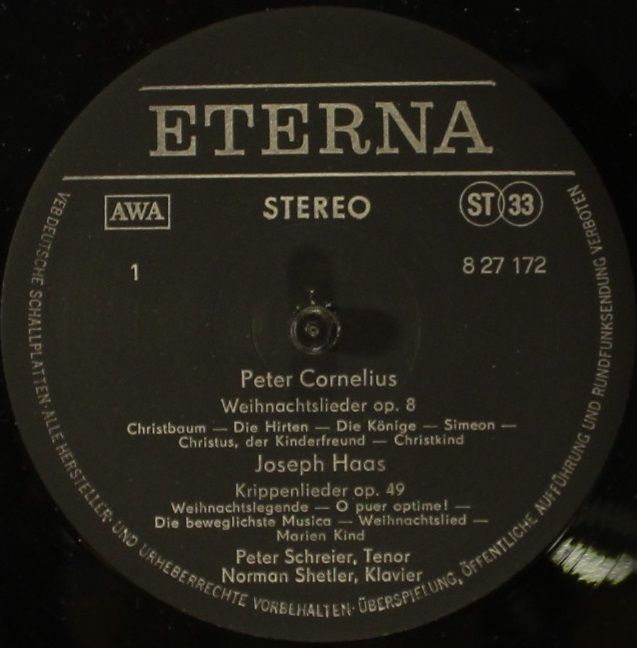 ETERNA
AWA
STEREO
ST 33
1
8 27 172
Peter Cornelius
Weihnachtslieder op. 8
Christbaum — Die Hirten — Die Könige — Simeon —
Christus, der Kinderfreund — Christkind
Joseph Haas
Krippenlieder op. 49
Weihnachtslegende — O puer optime! —
Die beweglichste Musica — Weihnachtslied —
Marien Kind
Peter Schreier, Tenor
Norman Shetler, Klavier
VEB DEUTSCHE SCHALLPLATTEN · ALLE HERSTELLER- UND URHEBERRECHTE VORBEHALTEN · ÜBERSPIELUNG, ÖFFENTLICHE AUFFÜHRUNG UND RUNDFUNKSENDUNG VERBOTEN